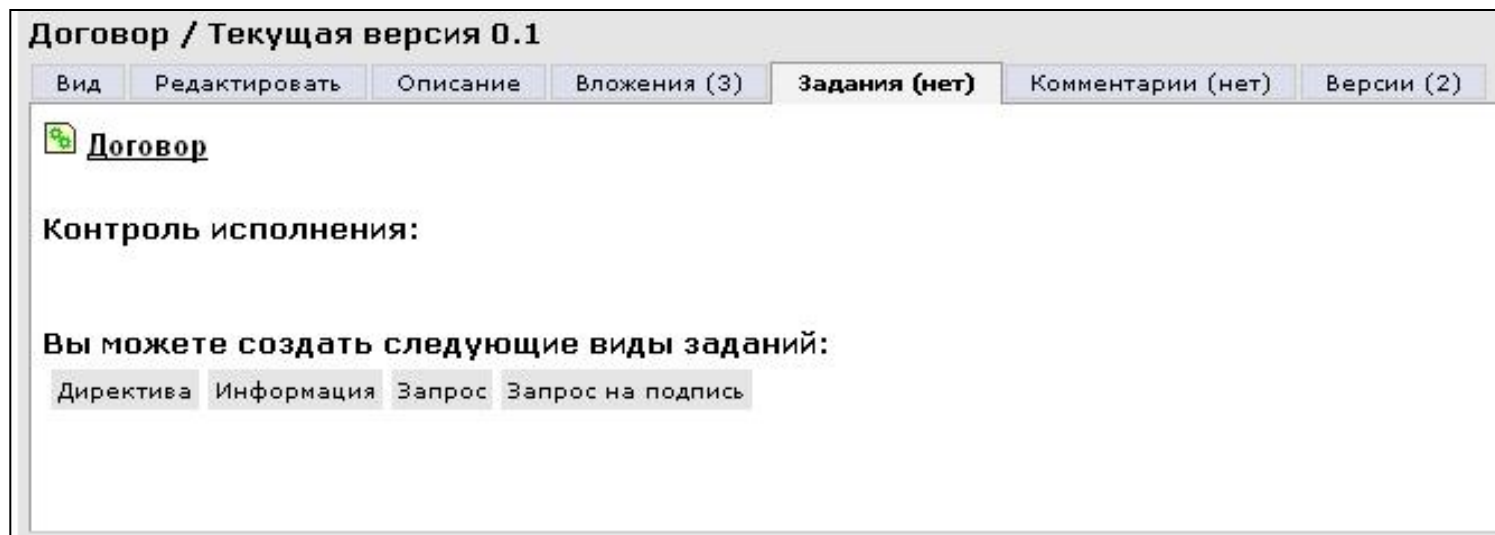 Договор / Текущая версия 0.1
Вид Редактировать Описание Вложения (3) Задания (нет) Комментарии (нет) Версии (2)
Договор
Контроль исполнения:
Вы можете создать следующие виды заданий:
Директива Информация Запрос Запрос на подпись